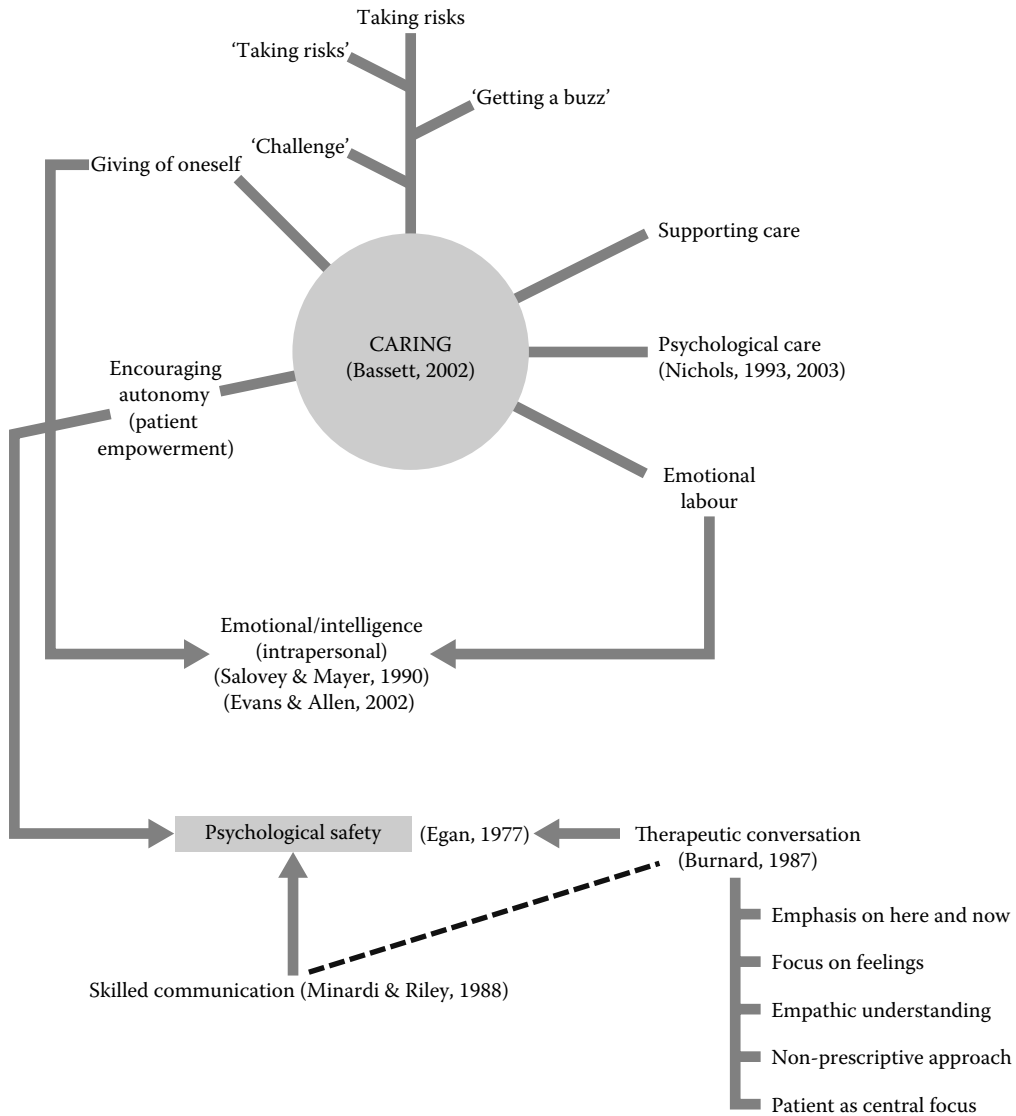 Taking risks
‘Taking risks’
‘Getting a buzz’
‘Challenge’
Giving of oneself
Supporting care
CARING
(Bassett, 2002)
Psychological care
(Nichols, 1993, 2003)
Encouraging
autonomy
(patient
empowerment)
Emotional
labour
Emotional/intelligence
(intrapersonal)
(Salovey & Mayer, 1990)
(Evans & Allen, 2002)
Psychological safety
(Egan, 1977)
Therapeutic conversation
(Burnard, 1987)
Emphasis on here and now
Focus on feelings
Empathic understanding
Non-prescriptive approach
Patient as central focus
Skilled communication (Minardi & Riley, 1988)